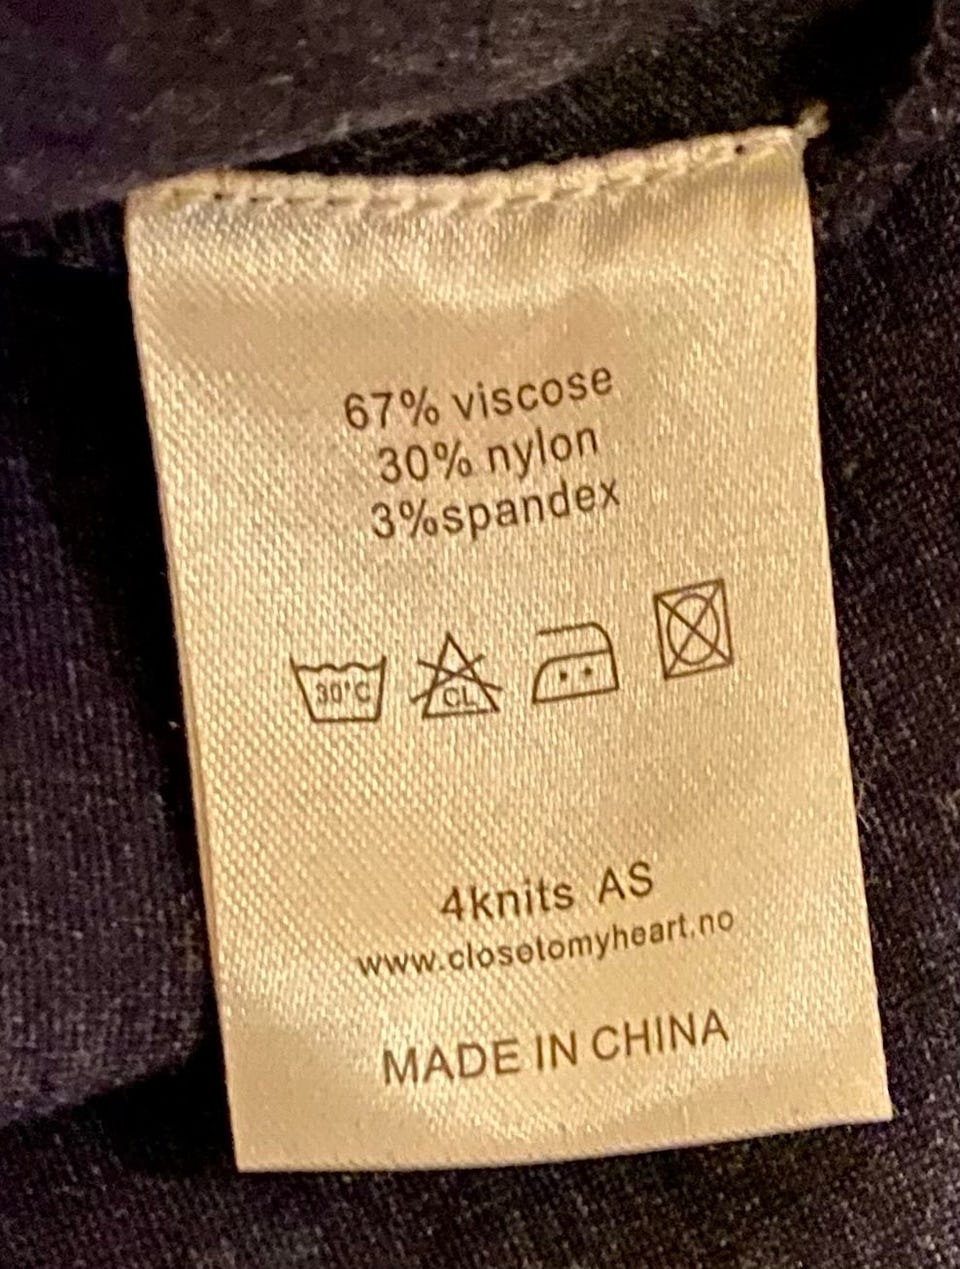 67% viscose
30% nylon
3%spandex
30°C CL
4knits AS
www.closetomyheart.no
MADE IN CHINA